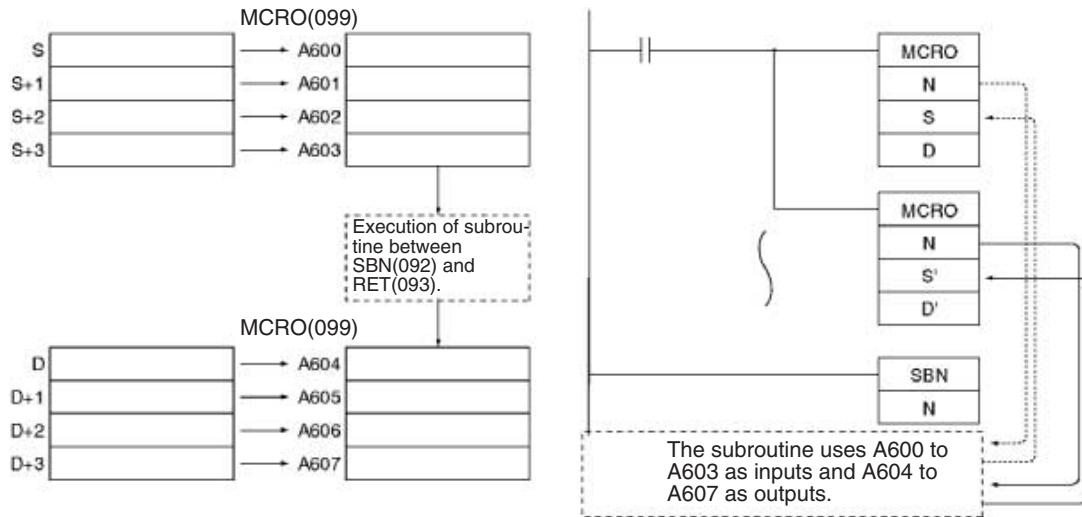 MCRO(099)
S A600
S+1 A601
S+2 A602
S+3 A603
Execution of subrou-
tine between
SBN(092) and
RET(093).
MCRO(099)
D A604
D+1 A605
D+2 A606
D+3 A607
MCRO
N
S
D
MCRO
N
S'
D'
SBN
N
The subroutine uses A600 to
A603 as inputs and A604 to
A607 as outputs.